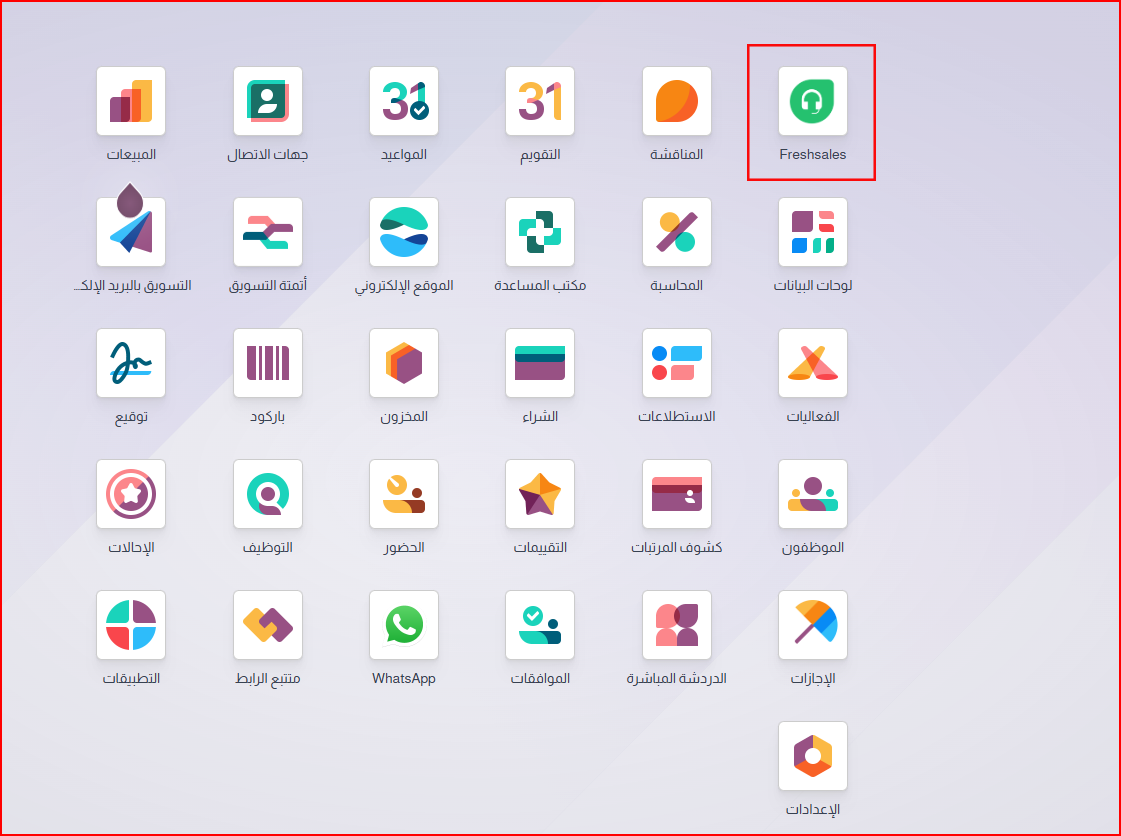 Freshsales
المناقشة
التقويم
المواعيد
جهات الاتصال
المبيعات
لوحات البيانات
المحاسبة
مكتب المساعدة
الموقع الإلكتروني
أتمتة التسويق
التسويق بالبريد الإلكـ...
الفعاليات
الاستطلاعات
الشراء
المخزون
باركود
توقيع
الموظفون
كشوف المرتبات
التقييمات
الحضور
التوظيف
الإحالات
الإجازات
الدردشة المباشرة
الموافقات
WhatsApp
متتبع الرابط
التطبيقات
الإعدادات